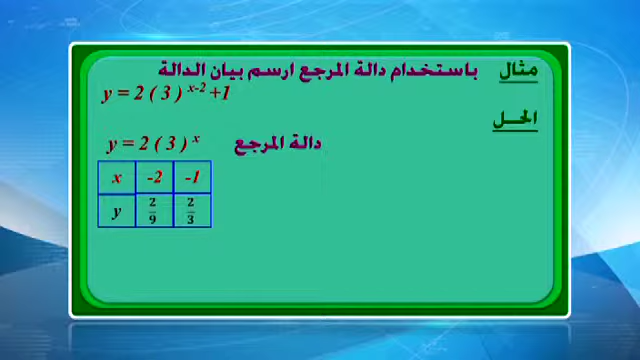 مثال باستخدام دالة المرجع ارسم بيان الدالة
y = 2 ( 3 ) ^x-2 +1
الحل
y = 2 ( 3 ) ^x دالة المرجع
x -2 -1
y 2/9 2/3